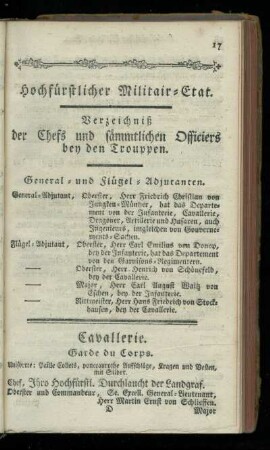 17
Hochfürstlicher Militair-Etat.
Verzeichniß
der Chefs und sämmtlichen Officiers
bey den Trouppen.
General- und Flügel-Adjutanten.
General-Adjutant, Oberster, Herr Friedrich Christian von
Jungken-Münzer, hat das Departe-
ment von der Infanterie, Cavallerie,
Dragoner, Artillerie und Husaren, auch
Ingenieurs, imgleichen von Gouverne-
ments-Sachen.
Flügel-Adjutant, Oberster, Herr Carl Emilius von Donop,
bey der Infanterie, hat das Departement
von der Garnisons-Regimentern.
Oberster, Herr Henrich von Schönefeld,
bey der Cavallerie.
Major, Herr Carl August Waitz von
Eschen, bey der Infanterie.
Rittmeister, Herr Hans Friedrich von Stock-
hausen, bey der Cavallerie.
Cavallerie.
Garde du Corps.
Uniforme: Paille Collets, ponceaurothe Aufschläge, Kragen und Westen,
mit Silber.
Chef, Ihro Hochfürstl. Durchlaucht der Landgraf.
Oberster und Commandeur, Se. Excell. General-Lieutenant,
Herr Martin Ernst von Schlieffen.
D Major